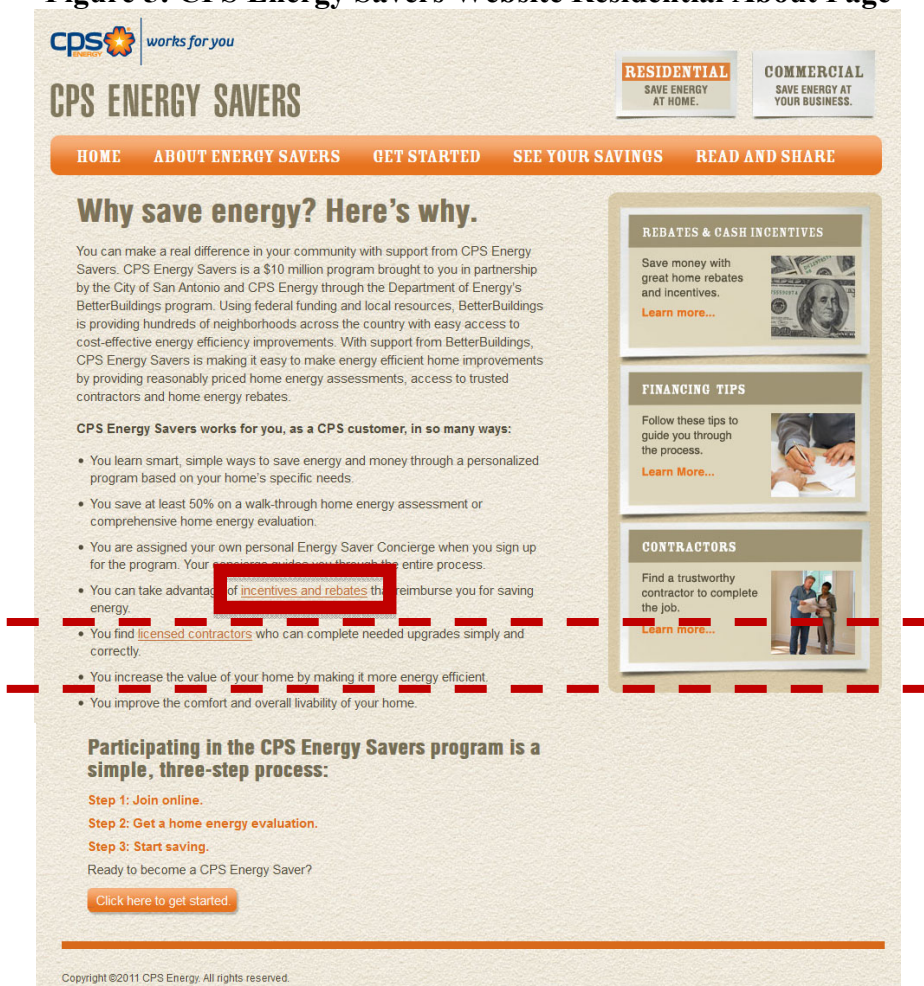 Figure 5: CPS Energy Savers Website Residential About Page
cps ENERGY works for you
CPS ENERGY SAVERS
RESIDENTIAL
SAVE ENERGY
AT HOME.
COMMERCIAL
SAVE ENERGY AT
YOUR BUSINESS.
HOME ABOUT ENERGY SAVERS GET STARTED SEE YOUR SAVINGS READ AND SHARE
Why save energy? Here's why.
You can make a real difference in your community with support from CPS Energy
Savers. CPS Energy Savers is a $10 million program brought to you in partnership
by the City of San Antonio and CPS Energy through the Department of Energy's
BetterBuildings program. Using federal funding and local resources, BetterBuildings
is providing hundreds of neighborhoods across the country with easy access to
cost-effective energy efficiency improvements. With support from BetterBuildings,
CPS Energy Savers is making it easy to make energy efficient home improvements
by providing reasonably priced home energy assessments, access to trusted
contractors and home energy rebates.
CPS Energy Savers works for you, as a CPS customer, in so many ways:
• You learn smart, simple ways to save energy and money through a personalized
program based on your home's specific needs.
• You save at least 50% on a walk-through home energy assessment or
comprehensive home energy evaluation.
• You are assigned your own personal Energy Saver Concierge when you sign up
for the program. Your concierge guides you through the entire process.
• You can take advantage of incentives and rebates that reimburse you for saving
energy.
• You find licensed contractors who can complete needed upgrades simply and
correctly.
• You increase the value of your home by making it more energy efficient.
• You improve the comfort and overall livability of your home.
Participating in the CPS Energy Savers program is a
simple, three-step process:
Step 1: Join online.
Step 2: Get a home energy evaluation.
Step 3: Start saving.
Ready to become a CPS Energy Saver?
Click here to get started.
REBATES & CASH INCENTIVES
Save money with
great home rebates
and incentives.
Learn more...
FINANCING TIPS
Follow these tips to
guide you through
the process.
Learn More...
CONTRACTORS
Find a trustworthy
contractor to complete
the job.
Learn more...
Copyright ©2011 CPS Energy. All rights reserved.